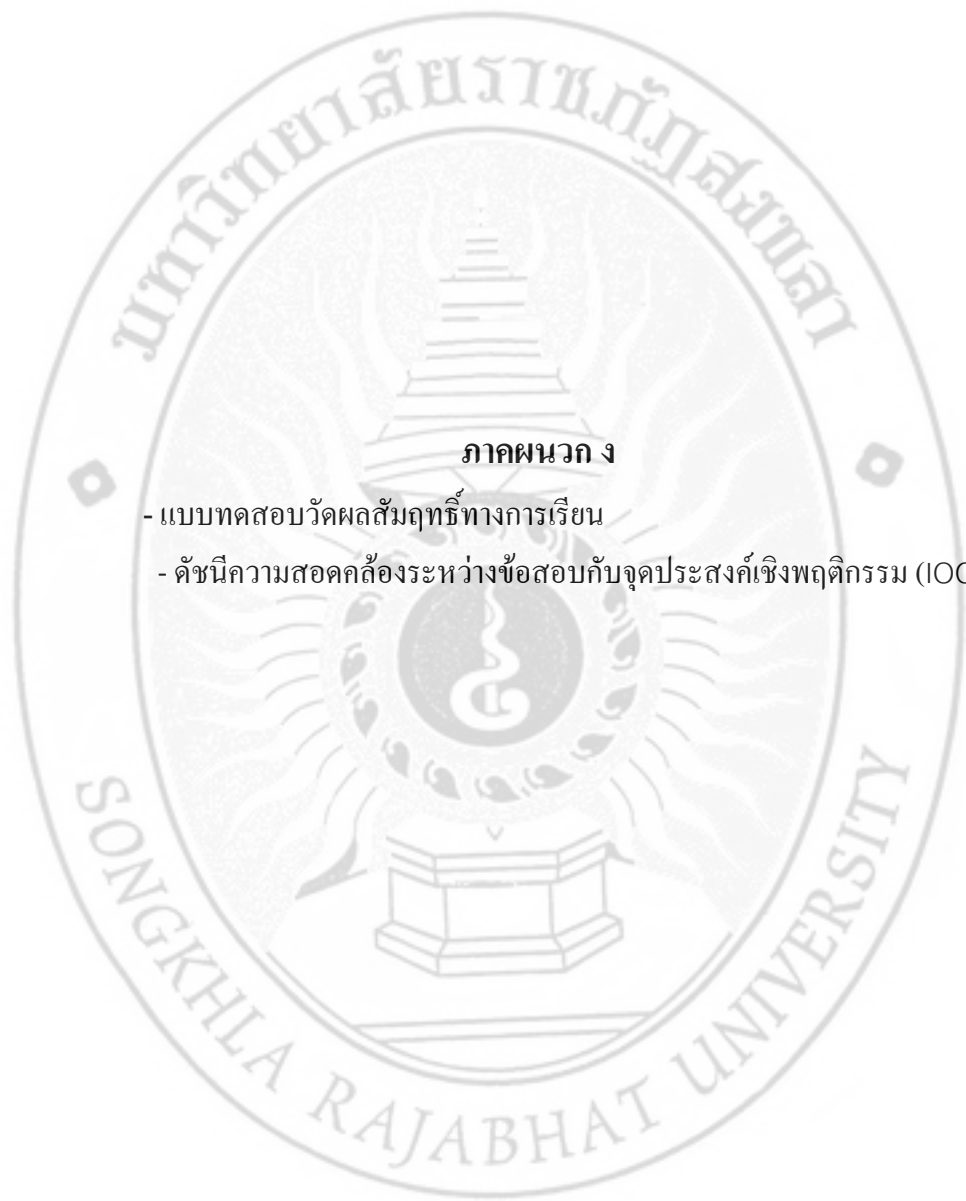 มหาวิทยาลัยราชภัฏสงขลา
ภาคผนวก ง
- แบบทดสอบวัดผลสัมฤทธิ์ทางการเรียน
- ดัชนีความสอดคล้องระหว่างข้อสอบกับจุดประสงค์เชิงพฤติกรรม (IOC
SONGKHLA RAJABHAT UNIVERSITY